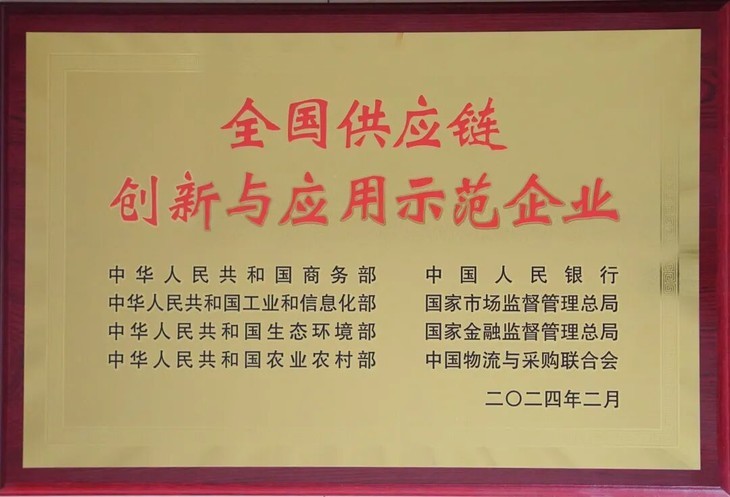 全国供应链
创新与应用示范企业
中华人民共和国商务部
中华人民共和国工业和信息化部
中华人民共和国生态环境部
中华人民共和国农业农村部
中国人民银行
国家市场监督管理总局
国家金融监督管理总局
中国物流与采购联合会
二〇二四年二月